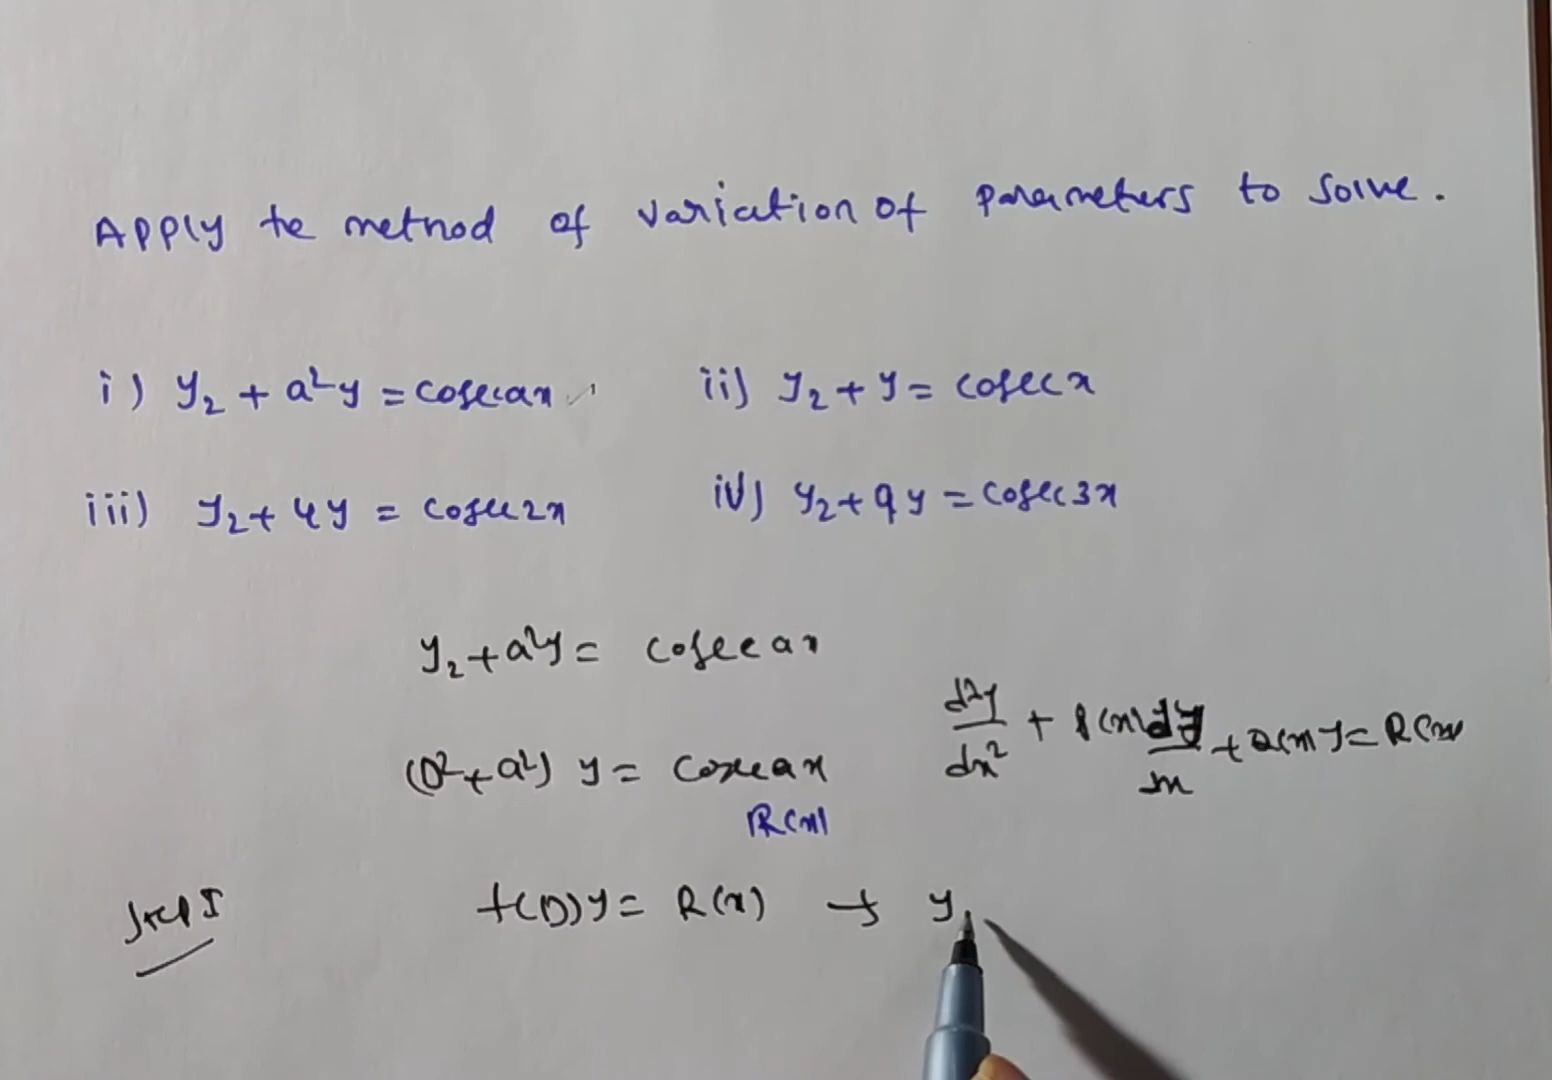 Apply te method of variation of parameters to solve.
i) y₂ + a²y = cosecax ii) y₂ + y = cosecx
iii) y₂ + 4y = cosec2x iv) y₂ + 9y = cosec3x
y₂ + a²y = cosecax
(D² + a²) y = cosecax
R(x)
d²y/dx² + P(x) dy/dx + Q(x) y = R(x)
Step I f(D)y = R(x) → y